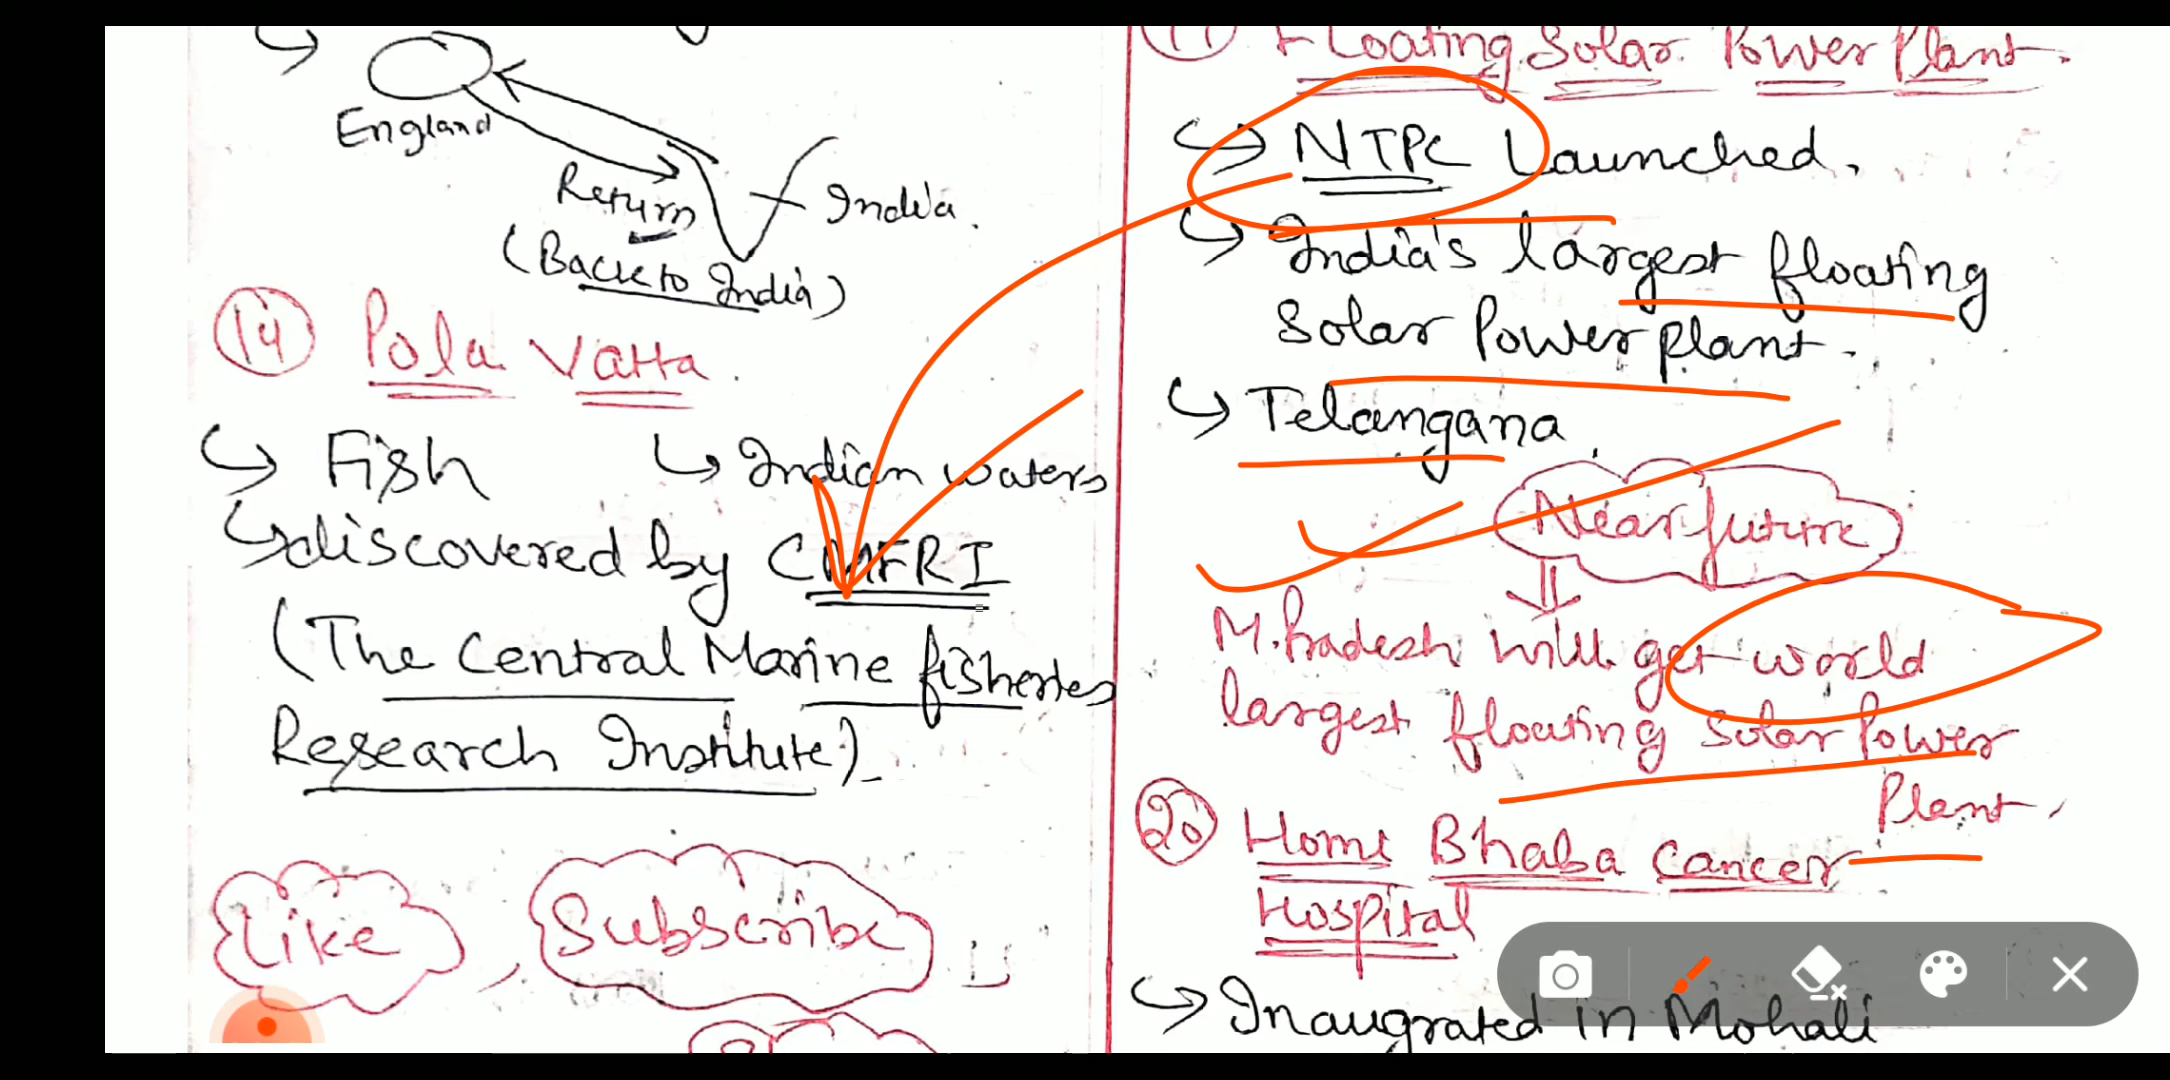 England
Return
(Back to India)
India.
14 Pola Vatta.
Fish
Indian waters
discovered by CMFRI
(The Central Marine fisheries
Research Institute)
Like, Subscribe
Floating Solar Power Plant.
NTPC Launched.
India's largest floating
Solar Power plant.
Telangana
Near future
M.Pradesh will get world
largest floating Solar Power
Plant.
20 Homi Bhaba Cancer
Hospital
Inaugrated in Mohali